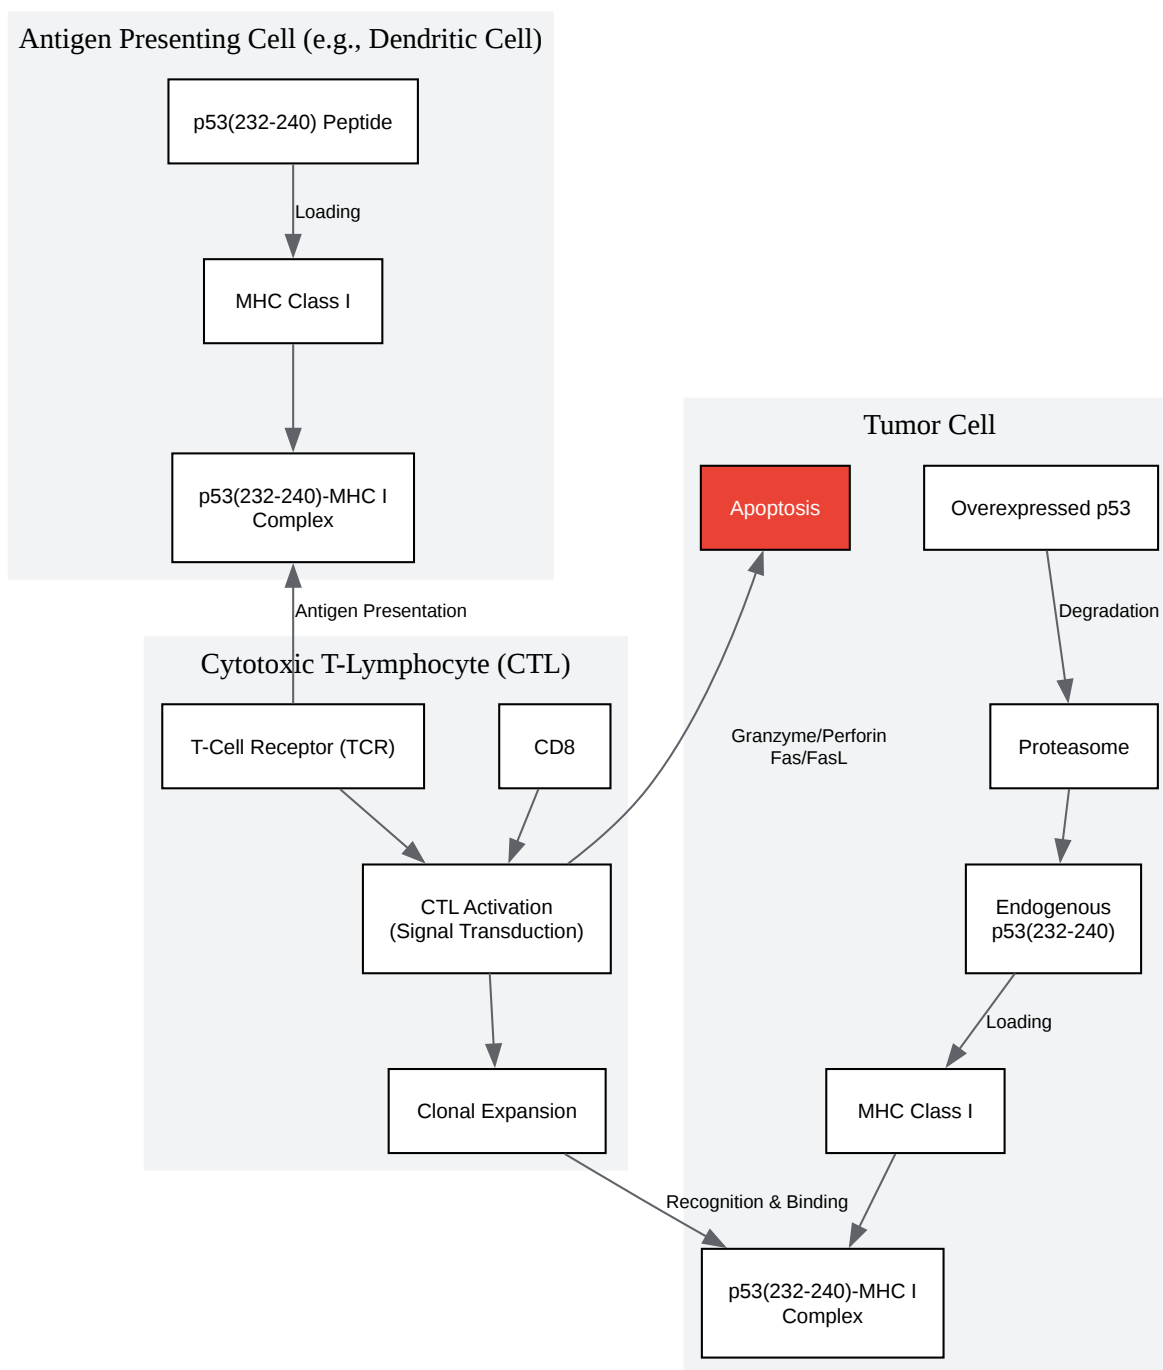 Antigen Presenting Cell (e.g., Dendritic Cell)
p53(232-240) Peptide
Loading
MHC Class I
p53(232-240)-MHC I
Complex
Antigen Presentation
Cytotoxic T-Lymphocyte (CTL)
T-Cell Receptor (TCR)
CD8
CTL Activation
(Signal Transduction)
Clonal Expansion
Recognition & Binding
Granzyme/Perforin
Fas/FasL
Tumor Cell
Apoptosis
Overexpressed p53
Degradation
Proteasome
Endogenous
p53(232-240)
Loading
MHC Class I
p53(232-240)-MHC I
Complex